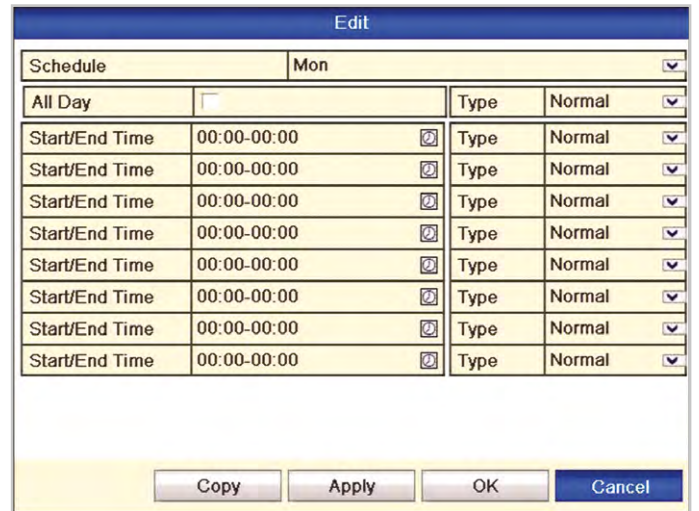 Edit
Schedule Mon
All Day Type Normal
Start/End Time 00:00-00:00 Type Normal
Start/End Time 00:00-00:00 Type Normal
Start/End Time 00:00-00:00 Type Normal
Start/End Time 00:00-00:00 Type Normal
Start/End Time 00:00-00:00 Type Normal
Start/End Time 00:00-00:00 Type Normal
Start/End Time 00:00-00:00 Type Normal
Start/End Time 00:00-00:00 Type Normal
Copy Apply OK Cancel